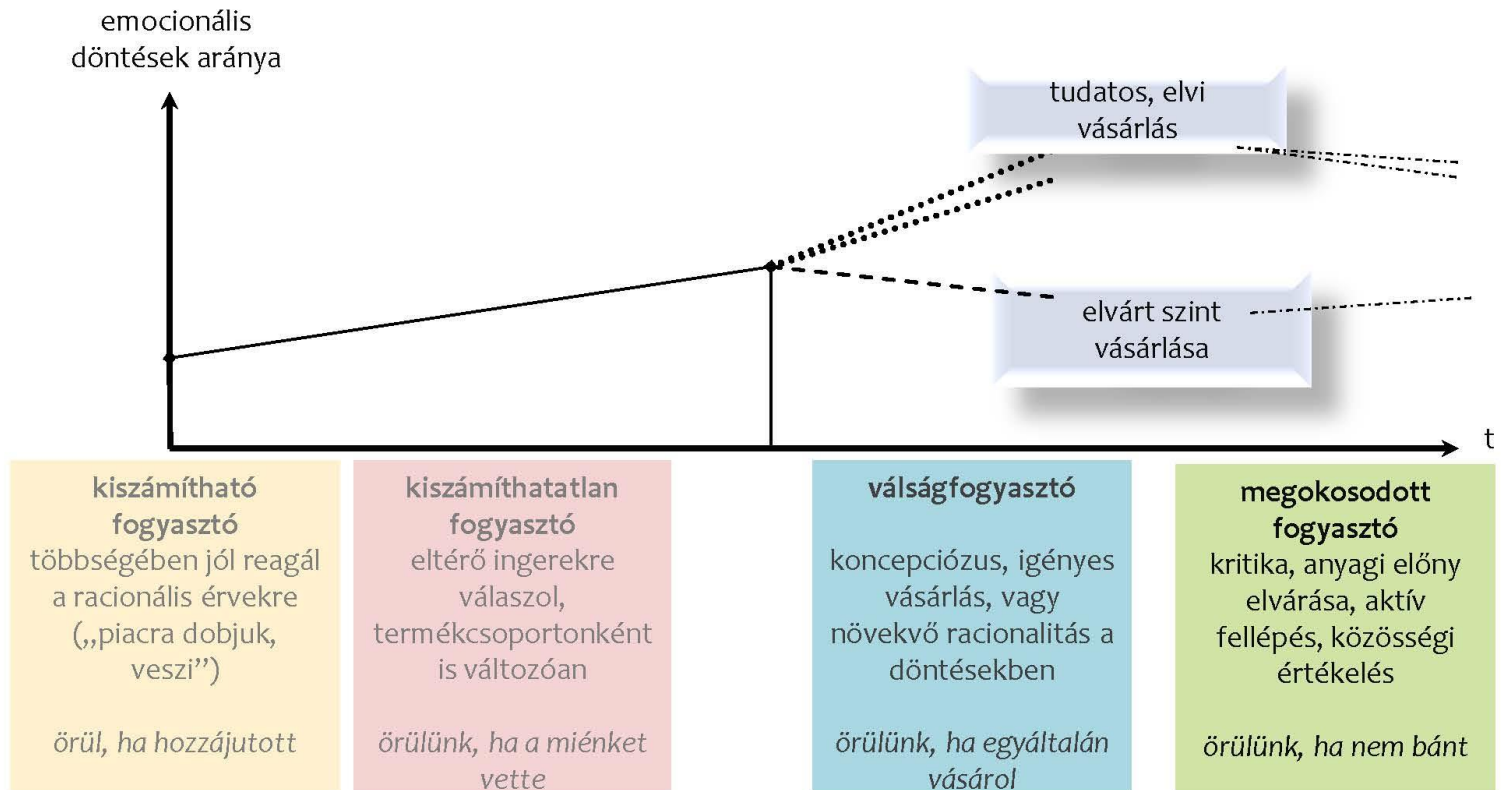 emocionális
döntések aránya
tudatos, elvi
vásárlás
elvárt szint
vásárlása
t
kiszámítható
fogyasztó
többségében jól reagál
a racionális érvekre
(„piacra dobjuk,
veszi”)
örül, ha hozzájutott
kiszámíthatatlan
fogyasztó
eltérő ingerekre
válaszol,
termékcsoportonként
is változóan
örülünk, ha a miénket
vette
válságfogyasztó
koncepciózus, igényes
vásárlás, vagy
növekvő racionalitás a
döntésekben
örülünk, ha egyáltalán
vásárol
megokosodott
fogyasztó
kritika, anyagi előny
elvárása, aktív
fellépés, közösségi
értékelés
örülünk, ha nem bánt